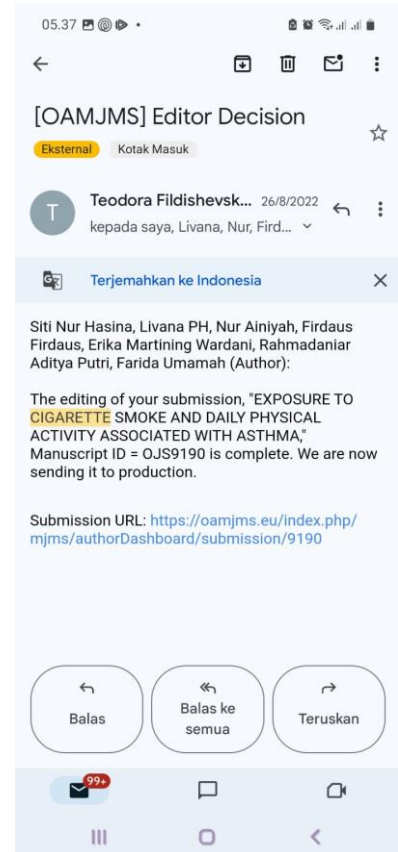 05.37
[OAMJMS] Editor Decision
Eksternal Kotak Masuk
T
Teodora Fildishevsk... 26/8/2022
kepada saya, Livana, Nur, Fird...
Terjemahkan ke Indonesia
Siti Nur Hasina, Livana PH, Nur Ainiyah, Firdaus
Firdaus, Erika Martining Wardani, Rahmadaniar
Aditya Putri, Farida Umamah (Author):
The editing of your submission, "EXPOSURE TO
CIGARETTE SMOKE AND DAILY PHYSICAL
ACTIVITY ASSOCIATED WITH ASTHMA,"
Manuscript ID = OJS9190 is complete. We are now
sending it to production.
Submission URL: https://oamjms.eu/index.php/
mjms/authorDashboard/submission/9190
Balas
Balas ke
semua
Teruskan
99+